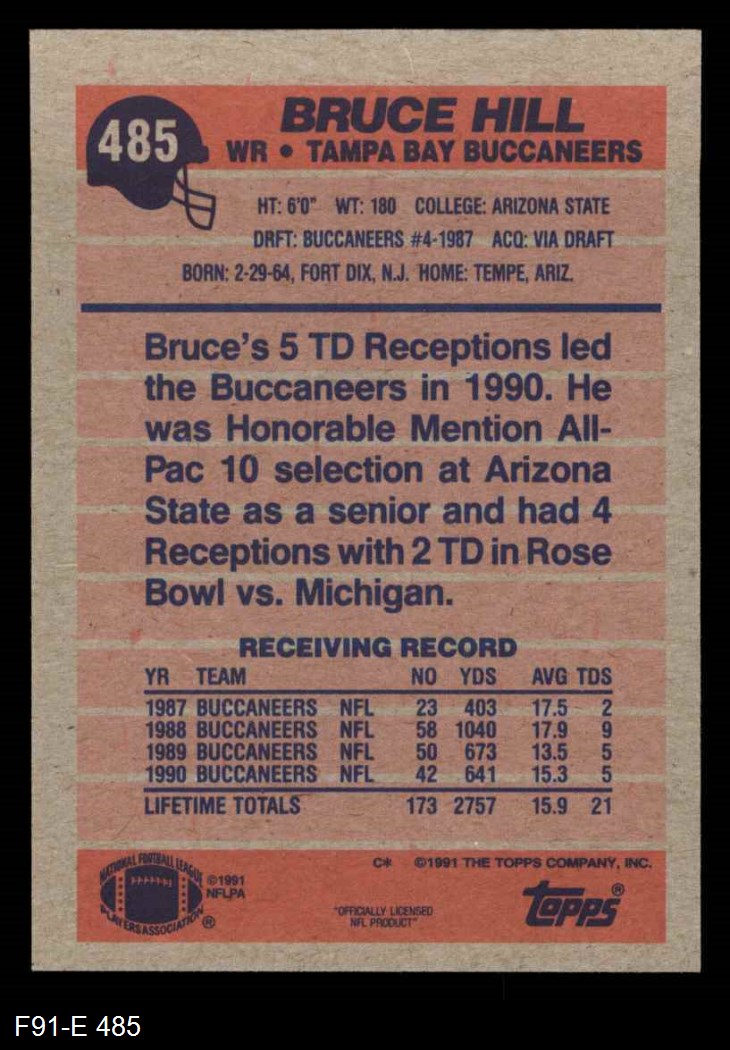 485
BRUCE HILL
WR • TAMPA BAY BUCCANEERS
HT: 6'0" WT: 180 COLLEGE: ARIZONA STATE
DRFT: BUCCANEERS #4-1987 ACQ: VIA DRAFT
BORN: 2-29-64, FORT DIX, N.J. HOME: TEMPE, ARIZ.
Bruce's 5 TD Receptions led
the Buccaneers in 1990. He
was Honorable Mention All-
Pac 10 selection at Arizona
State as a senior and had 4
Receptions with 2 TD in Rose
Bowl vs. Michigan.
RECEIVING RECORD
YR TEAM NO YDS AVG TDS
1987 BUCCANEERS NFL 23 403 17.5 2
1988 BUCCANEERS NFL 58 1040 17.9 9
1989 BUCCANEERS NFL 50 673 13.5 5
1990 BUCCANEERS NFL 42 641 15.3 5
LIFETIME TOTALS 173 2757 15.9 21
NATIONAL FOOTBALL LEAGUE
PLAYERS ASSOCIATION ®
©1991
NFLPA
C* ©1991 THE TOPPS COMPANY, INC.
"OFFICIALLY LICENSED
NFL PRODUCT"
topps®
F91-E 485